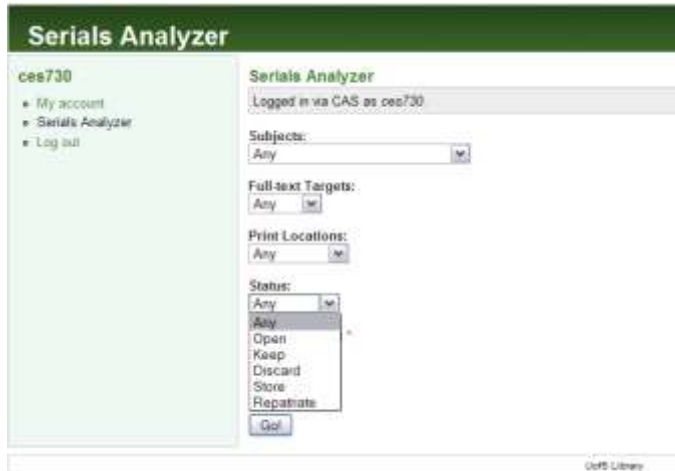 Serials Analyzer
ces730
My account
Serials Analyzer
Log out
Serials Analyzer
Logged in via CAS as ces730
Subjects:
Any
Full-text Targets:
Any
Print Locations:
Any
Status:
Any
Any
Open
Keep
Discard
Store
Repatriate
Go!
UofS Library